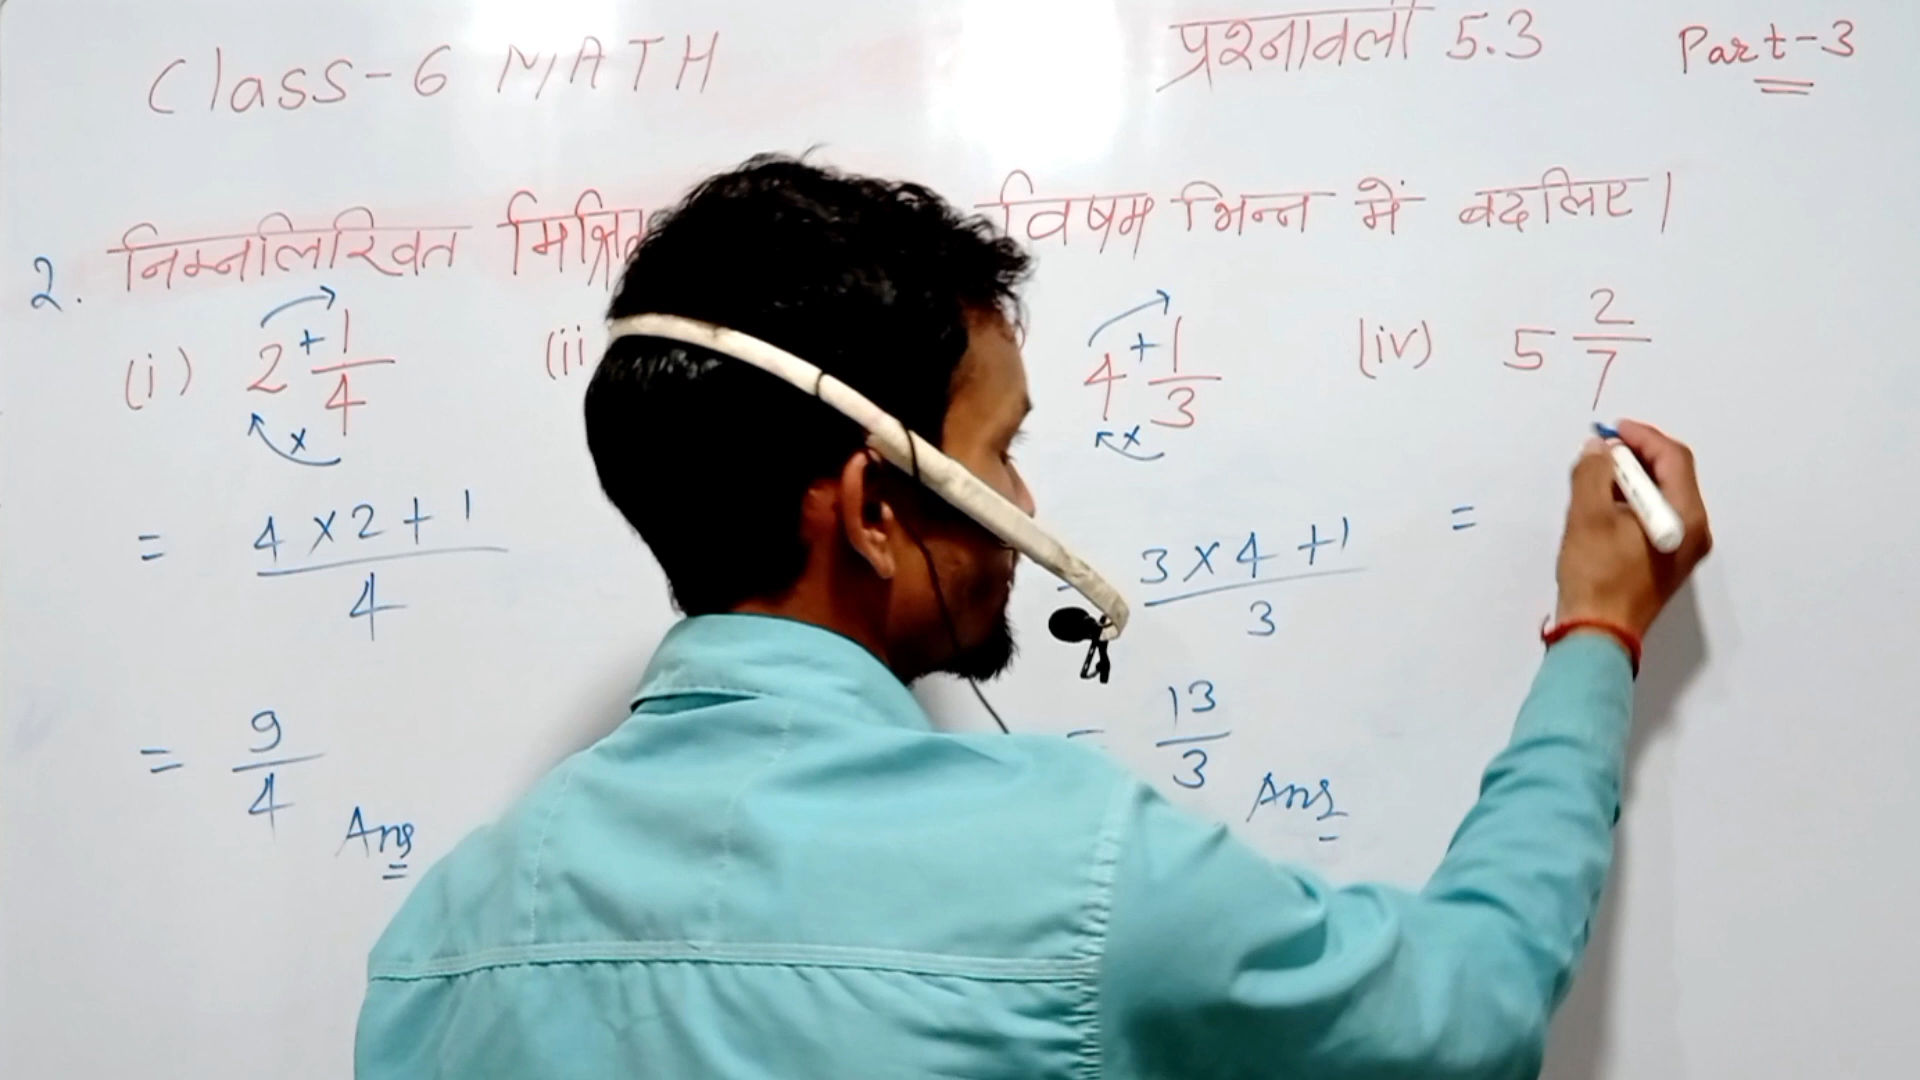 Class-6 MATH प्रश्नावली 5.3 Part-3
2. निम्नलिखित विषम भिन्न में बदलिए।
(i) 2 + 1/4 (ii 4 + 1/3 (iv) 5 2/7
× ×
= 4×2+1/4 = 3×4+1/3 =
= 9/4 Ans = 13/3 Ans